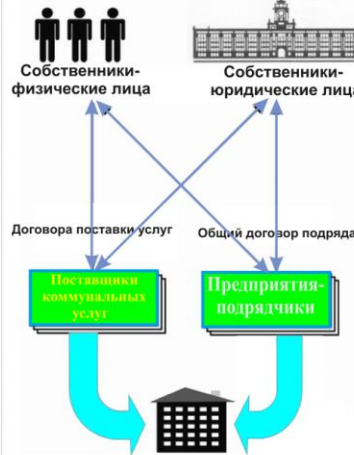 Собственники-
физические лица
Собственники-
юридические лица
Договора поставки услуг
Общий договор подряда
Поставщики
коммунальных
услуг
Предприятия-
подрядчики